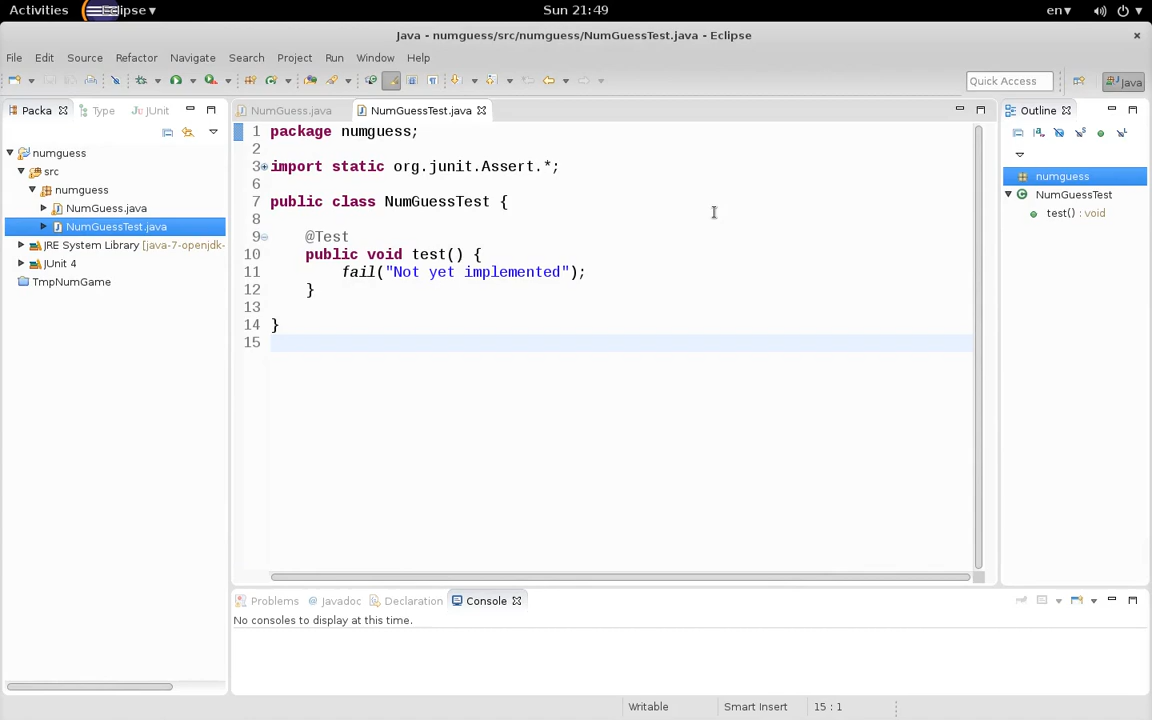 Activities Eclipse ▾ Sun 21:49 en ▾
Java - numguess/src/numguess/NumGuessTest.java - Eclipse ×
File Edit Source Refactor Navigate Search Project Run Window Help
Quick Access Java
Packa Type JUnit
NumGuess.java NumGuessTest.java
Outline
numguess
src
numguess
NumGuess.java
NumGuessTest.java
JRE System Library [java-7-openjdk-
JUnit 4
TmpNumGame
1 package numguess;
2
3 import static org.junit.Assert.*;
6
7 public class NumGuessTest {
8
9 @Test
10 public void test() {
11 fail("Not yet implemented");
12 }
13
14 }
15
numguess
NumGuessTest
test() : void
Problems @ Javadoc Declaration Console
No consoles to display at this time.
Writable Smart Insert 15 : 1